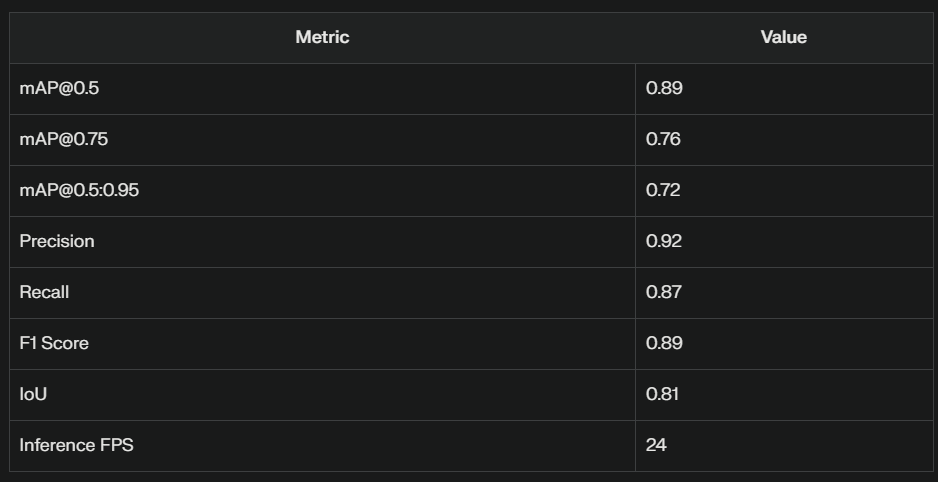 Metric Value
mAP@0.5 0.89
mAP@0.75 0.76
mAP@0.5:0.95 0.72
Precision 0.92
Recall 0.87
F1 Score 0.89
IoU 0.81
Inference FPS 24